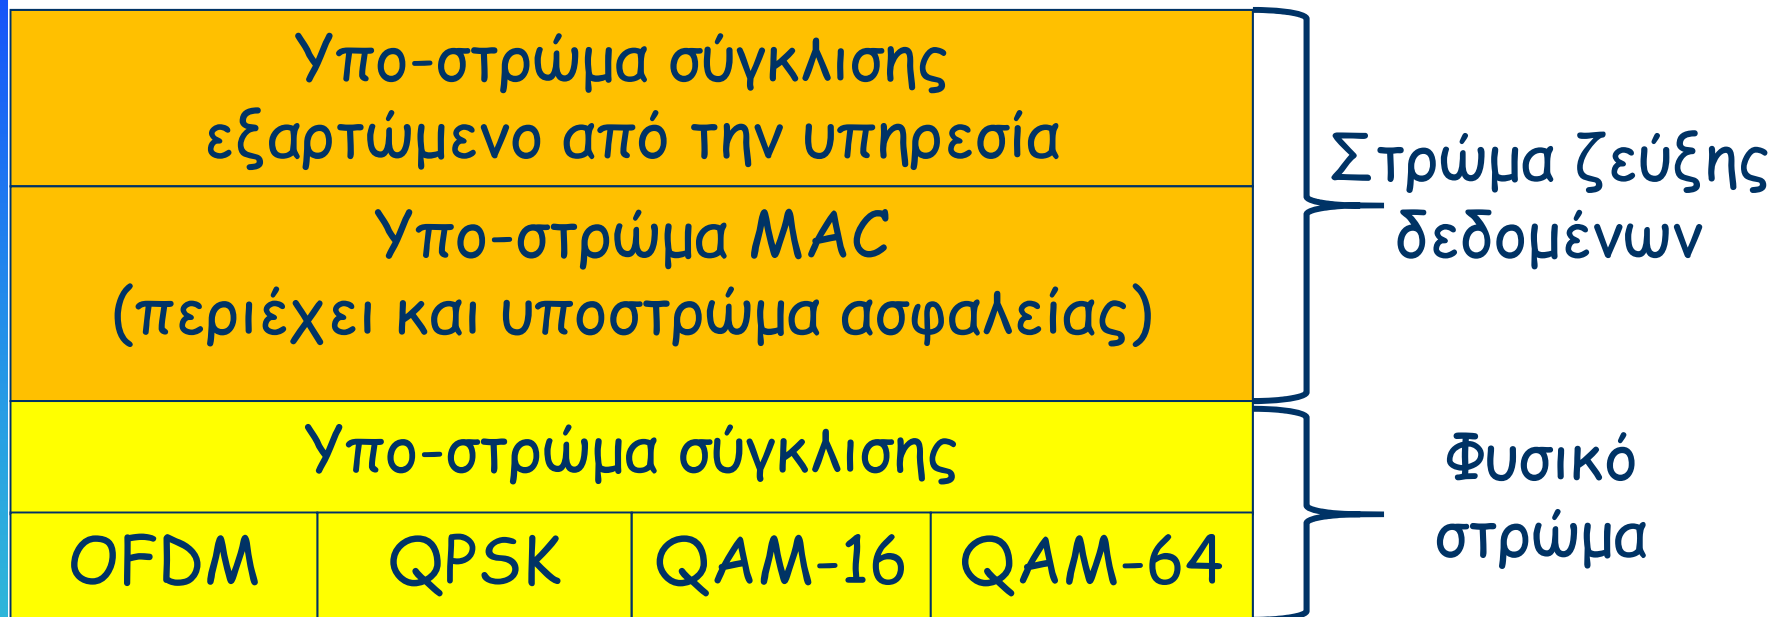 Υπο-στρώμα σύγκλισης
εξαρτώμενο από την υπηρεσία
Υπο-στρώμα MAC
(περιέχει και υποστρώμα ασφαλείας)
Στρώμα ζεύξης
δεδομένων
Υπο-στρώμα σύγκλισης
OFDM QPSK QAM-16 QAM-64
Φυσικό
στρώμα